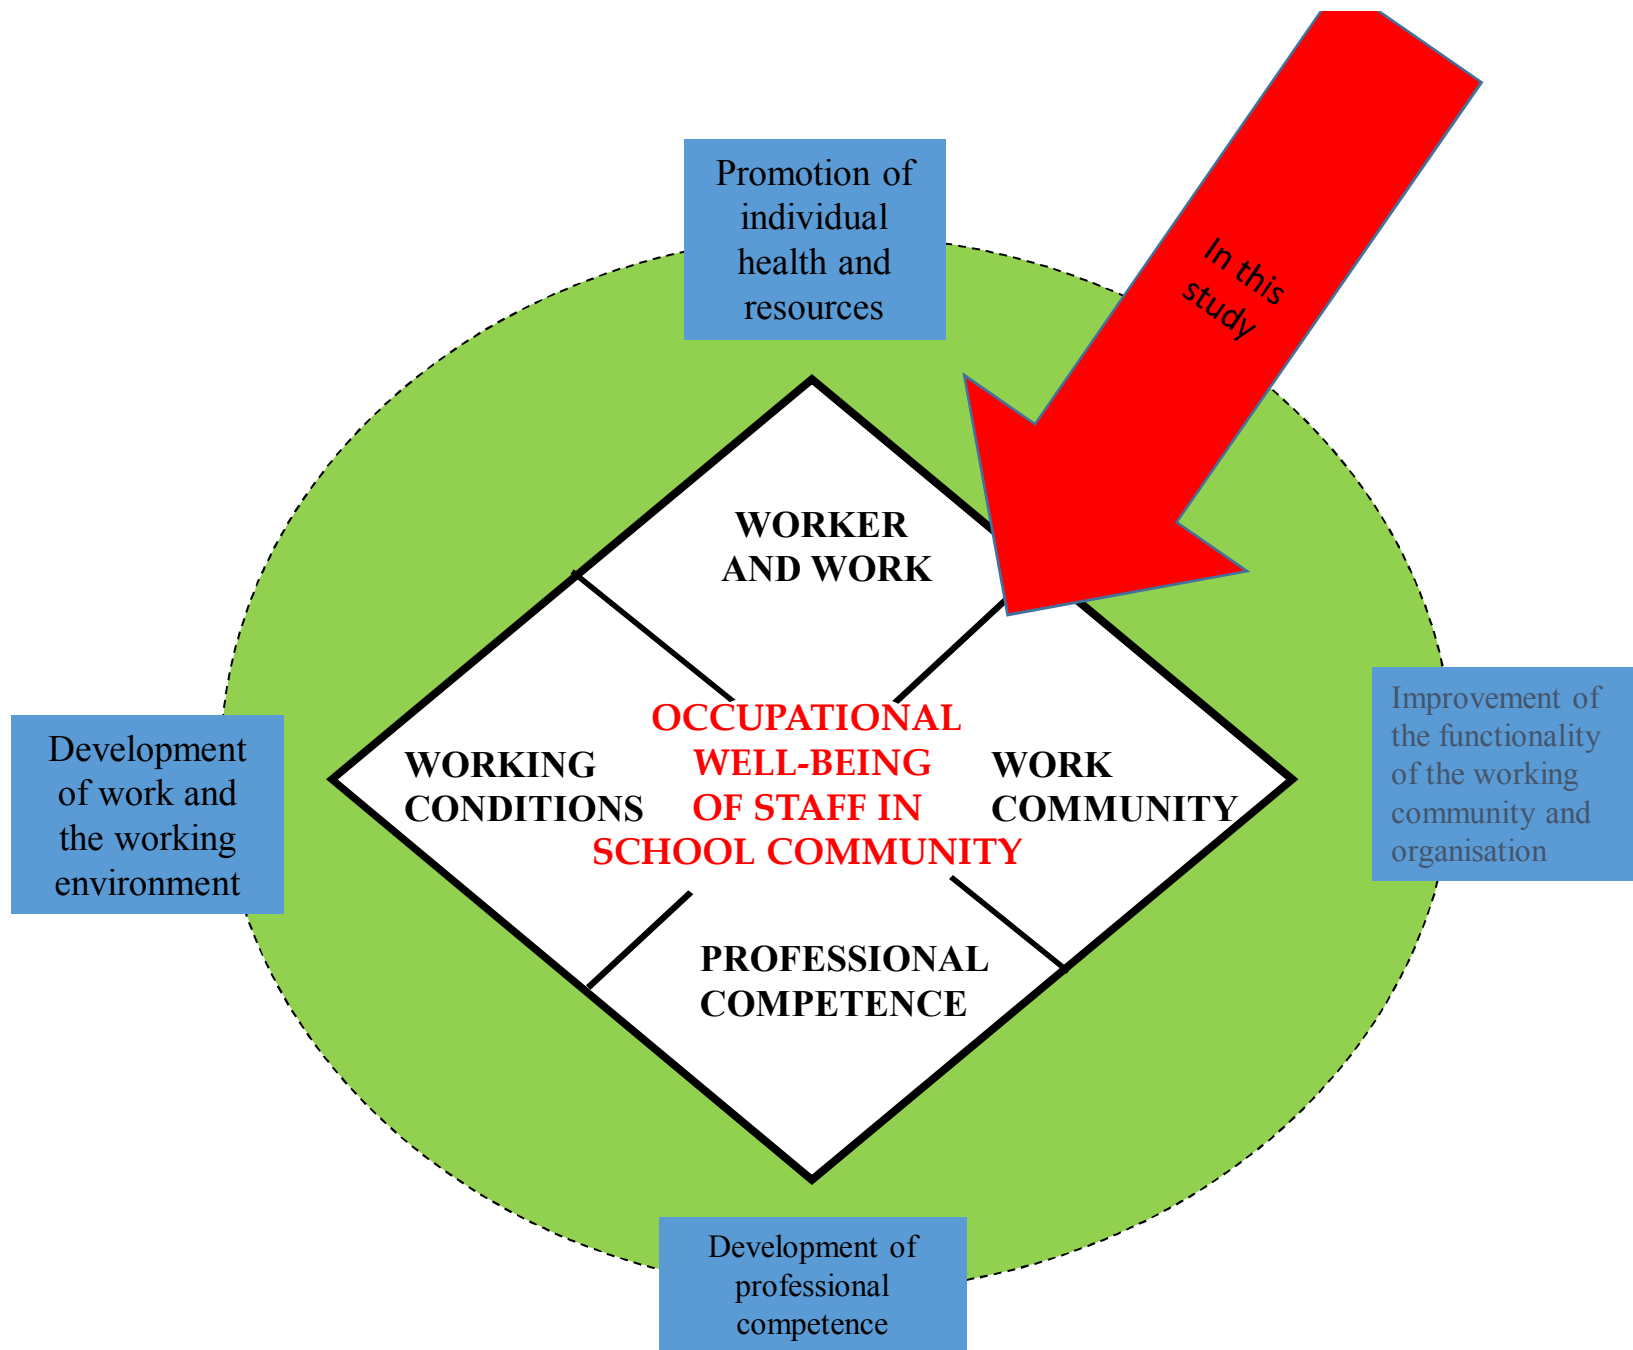 Promotion of
individual
health and
resources
In this
study
WORKER
AND WORK
Development
of work and
the working
environment
WORKING
CONDITIONS
OCCUPATIONAL
WELL-BEING
OF STAFF IN
SCHOOL COMMUNITY
WORK
COMMUNITY
Improvement of
the functionality
of the working
community and
organisation
PROFESSIONAL
COMPETENCE
Development of
professional
competence